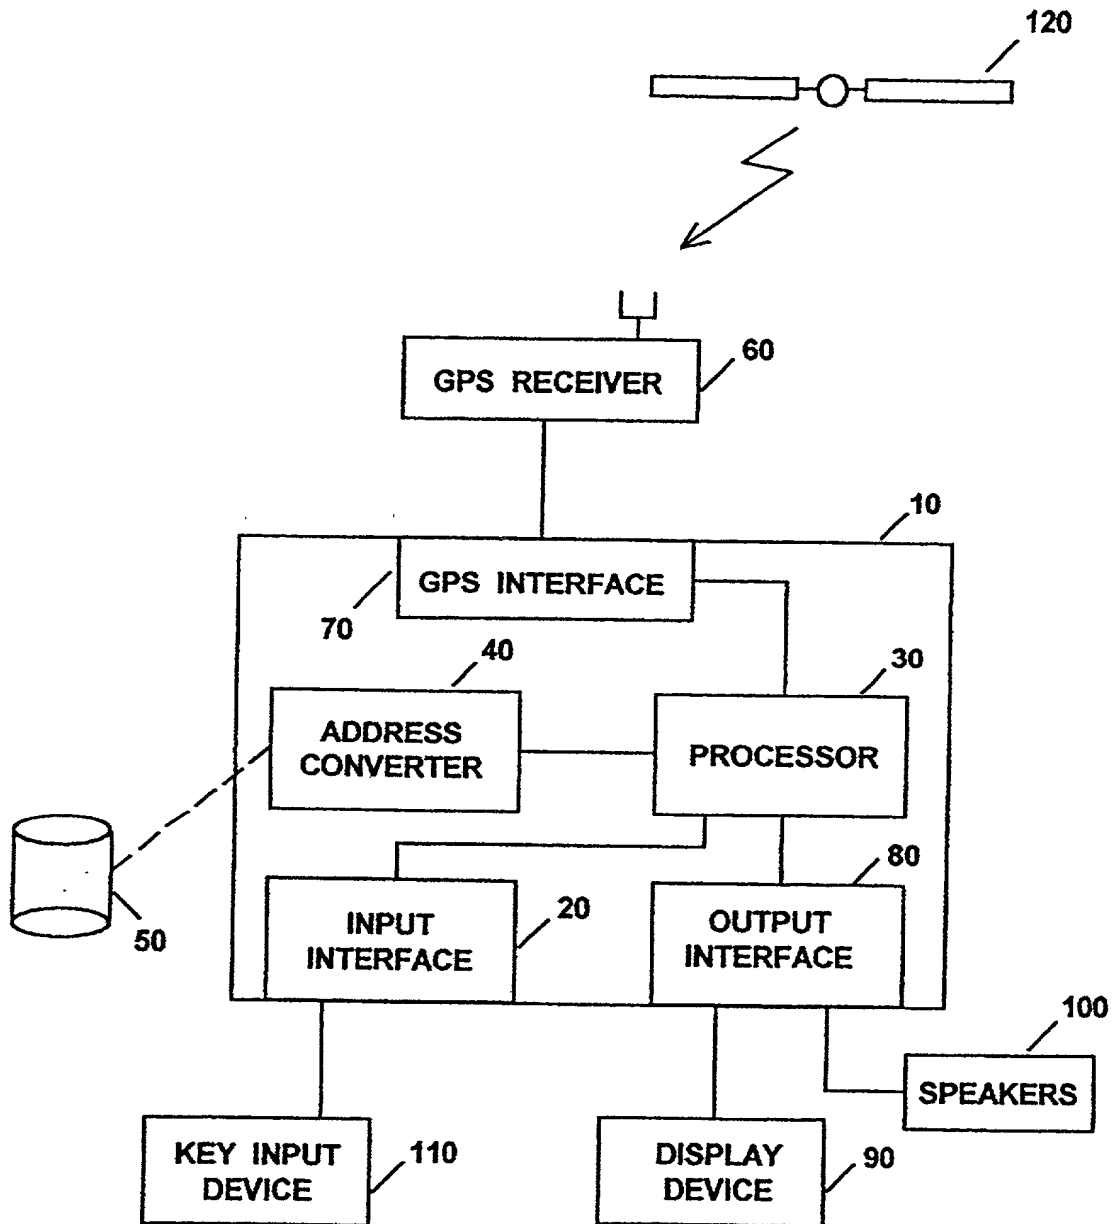 120
60
GPS RECEIVER
10
GPS INTERFACE
70
40
30
ADDRESS
CONVERTER
PROCESSOR
80
50
INPUT
INTERFACE
20
OUTPUT
INTERFACE
100
SPEAKERS
KEY INPUT
DEVICE
110
DISPLAY
DEVICE
90